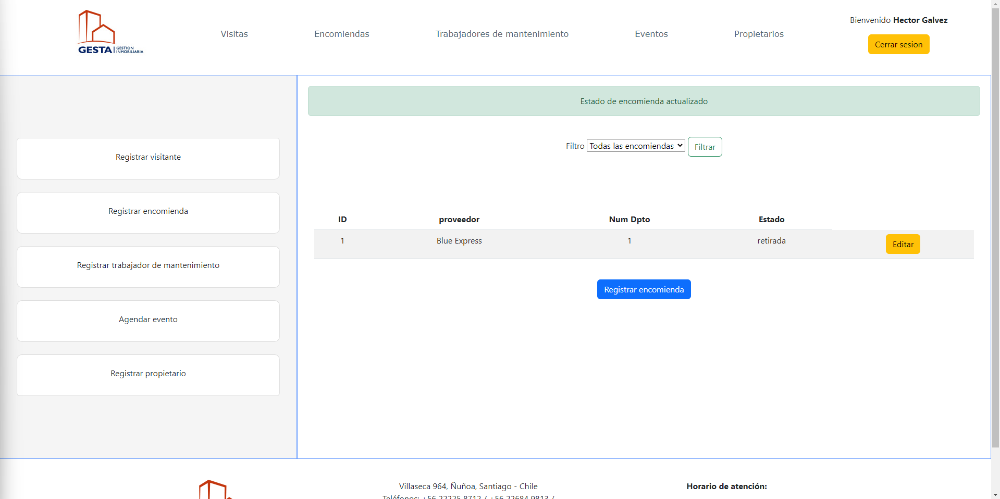 GESTA | GESTION INMOBILIARIA
Visitas
Encomiendas
Trabajadores de mantenimiento
Eventos
Propietarios
Bienvenido Hector Galvez
Cerrar sesion
Estado de encomienda actualizado
Filtro Todas las encomiendas Filtrar
Registrar visitante
Registrar encomienda
Registrar trabajador de mantenimiento
Agendar evento
Registrar propietario
ID proveedor Num Dpto Estado
1 Blue Express 1 retirada Editar
Registrar encomienda
Villaseca 964, Ñuñoa, Santiago - Chile
Teléfonos: +56 22225 8712 / +56 22684 9813 /
Horario de atención: